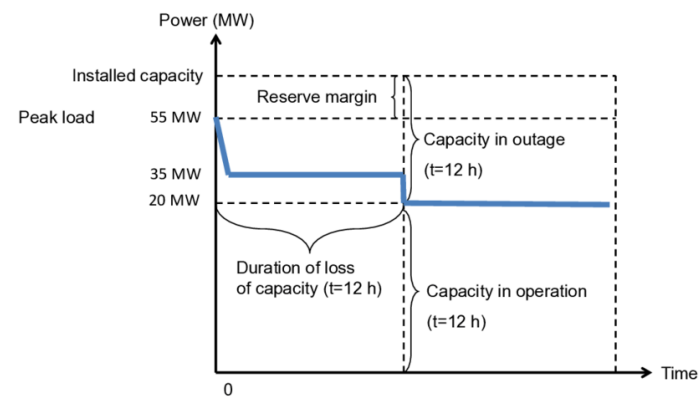 Power (MW)
Installed capacity
Reserve margin
Peak load 55 MW
Capacity in outage
(t=12 h)
35 MW
20 MW
Duration of loss
of capacity (t=12 h)
Capacity in operation
(t=12 h)
Time
0